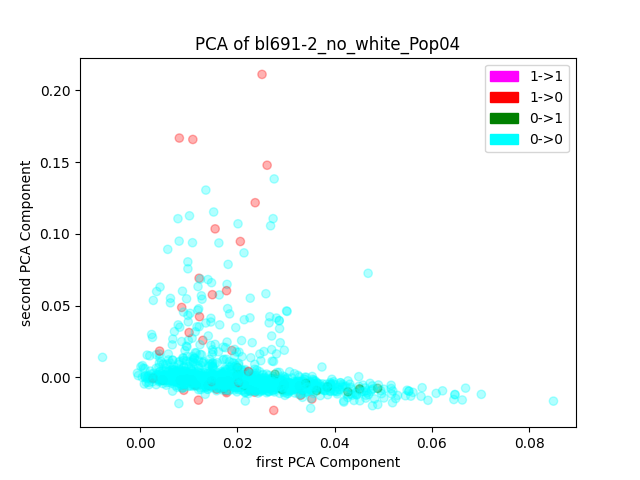 PCA of bl691-2_no_white_Pop04
1->1
1->0
0->1
0->0
second PCA Component
0.20
0.15
0.10
0.05
0.00
0.00 0.02 0.04 0.06 0.08
first PCA Component